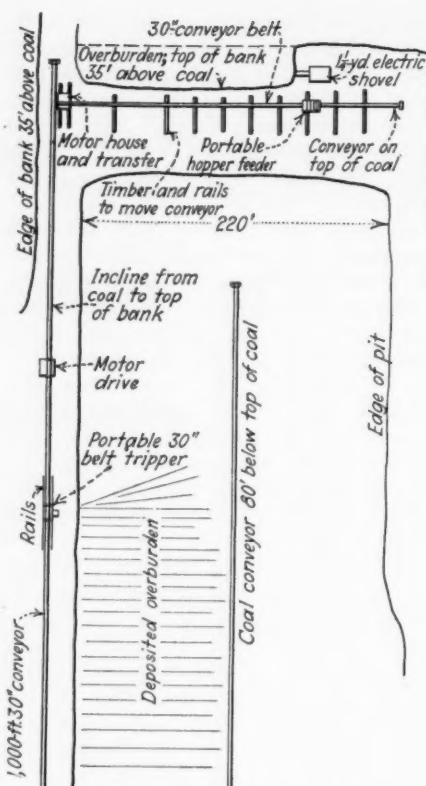 30" conveyor belt
Overburden, top of bank
35' above coal
1¼-yd. electric
shovel
Edge of bank 35' above coal
Motor house
and transfer
Portable
hopper feeder
Conveyor on
top of coal
Timber and rails
to move conveyor
220'
Incline from
coal to top
of bank
Motor
drive
Portable 30"
belt tripper
Rails
Edge of pit
Coal conveyor 80' below top of coal
Deposited overburden
1,000-ft. 30" conveyor